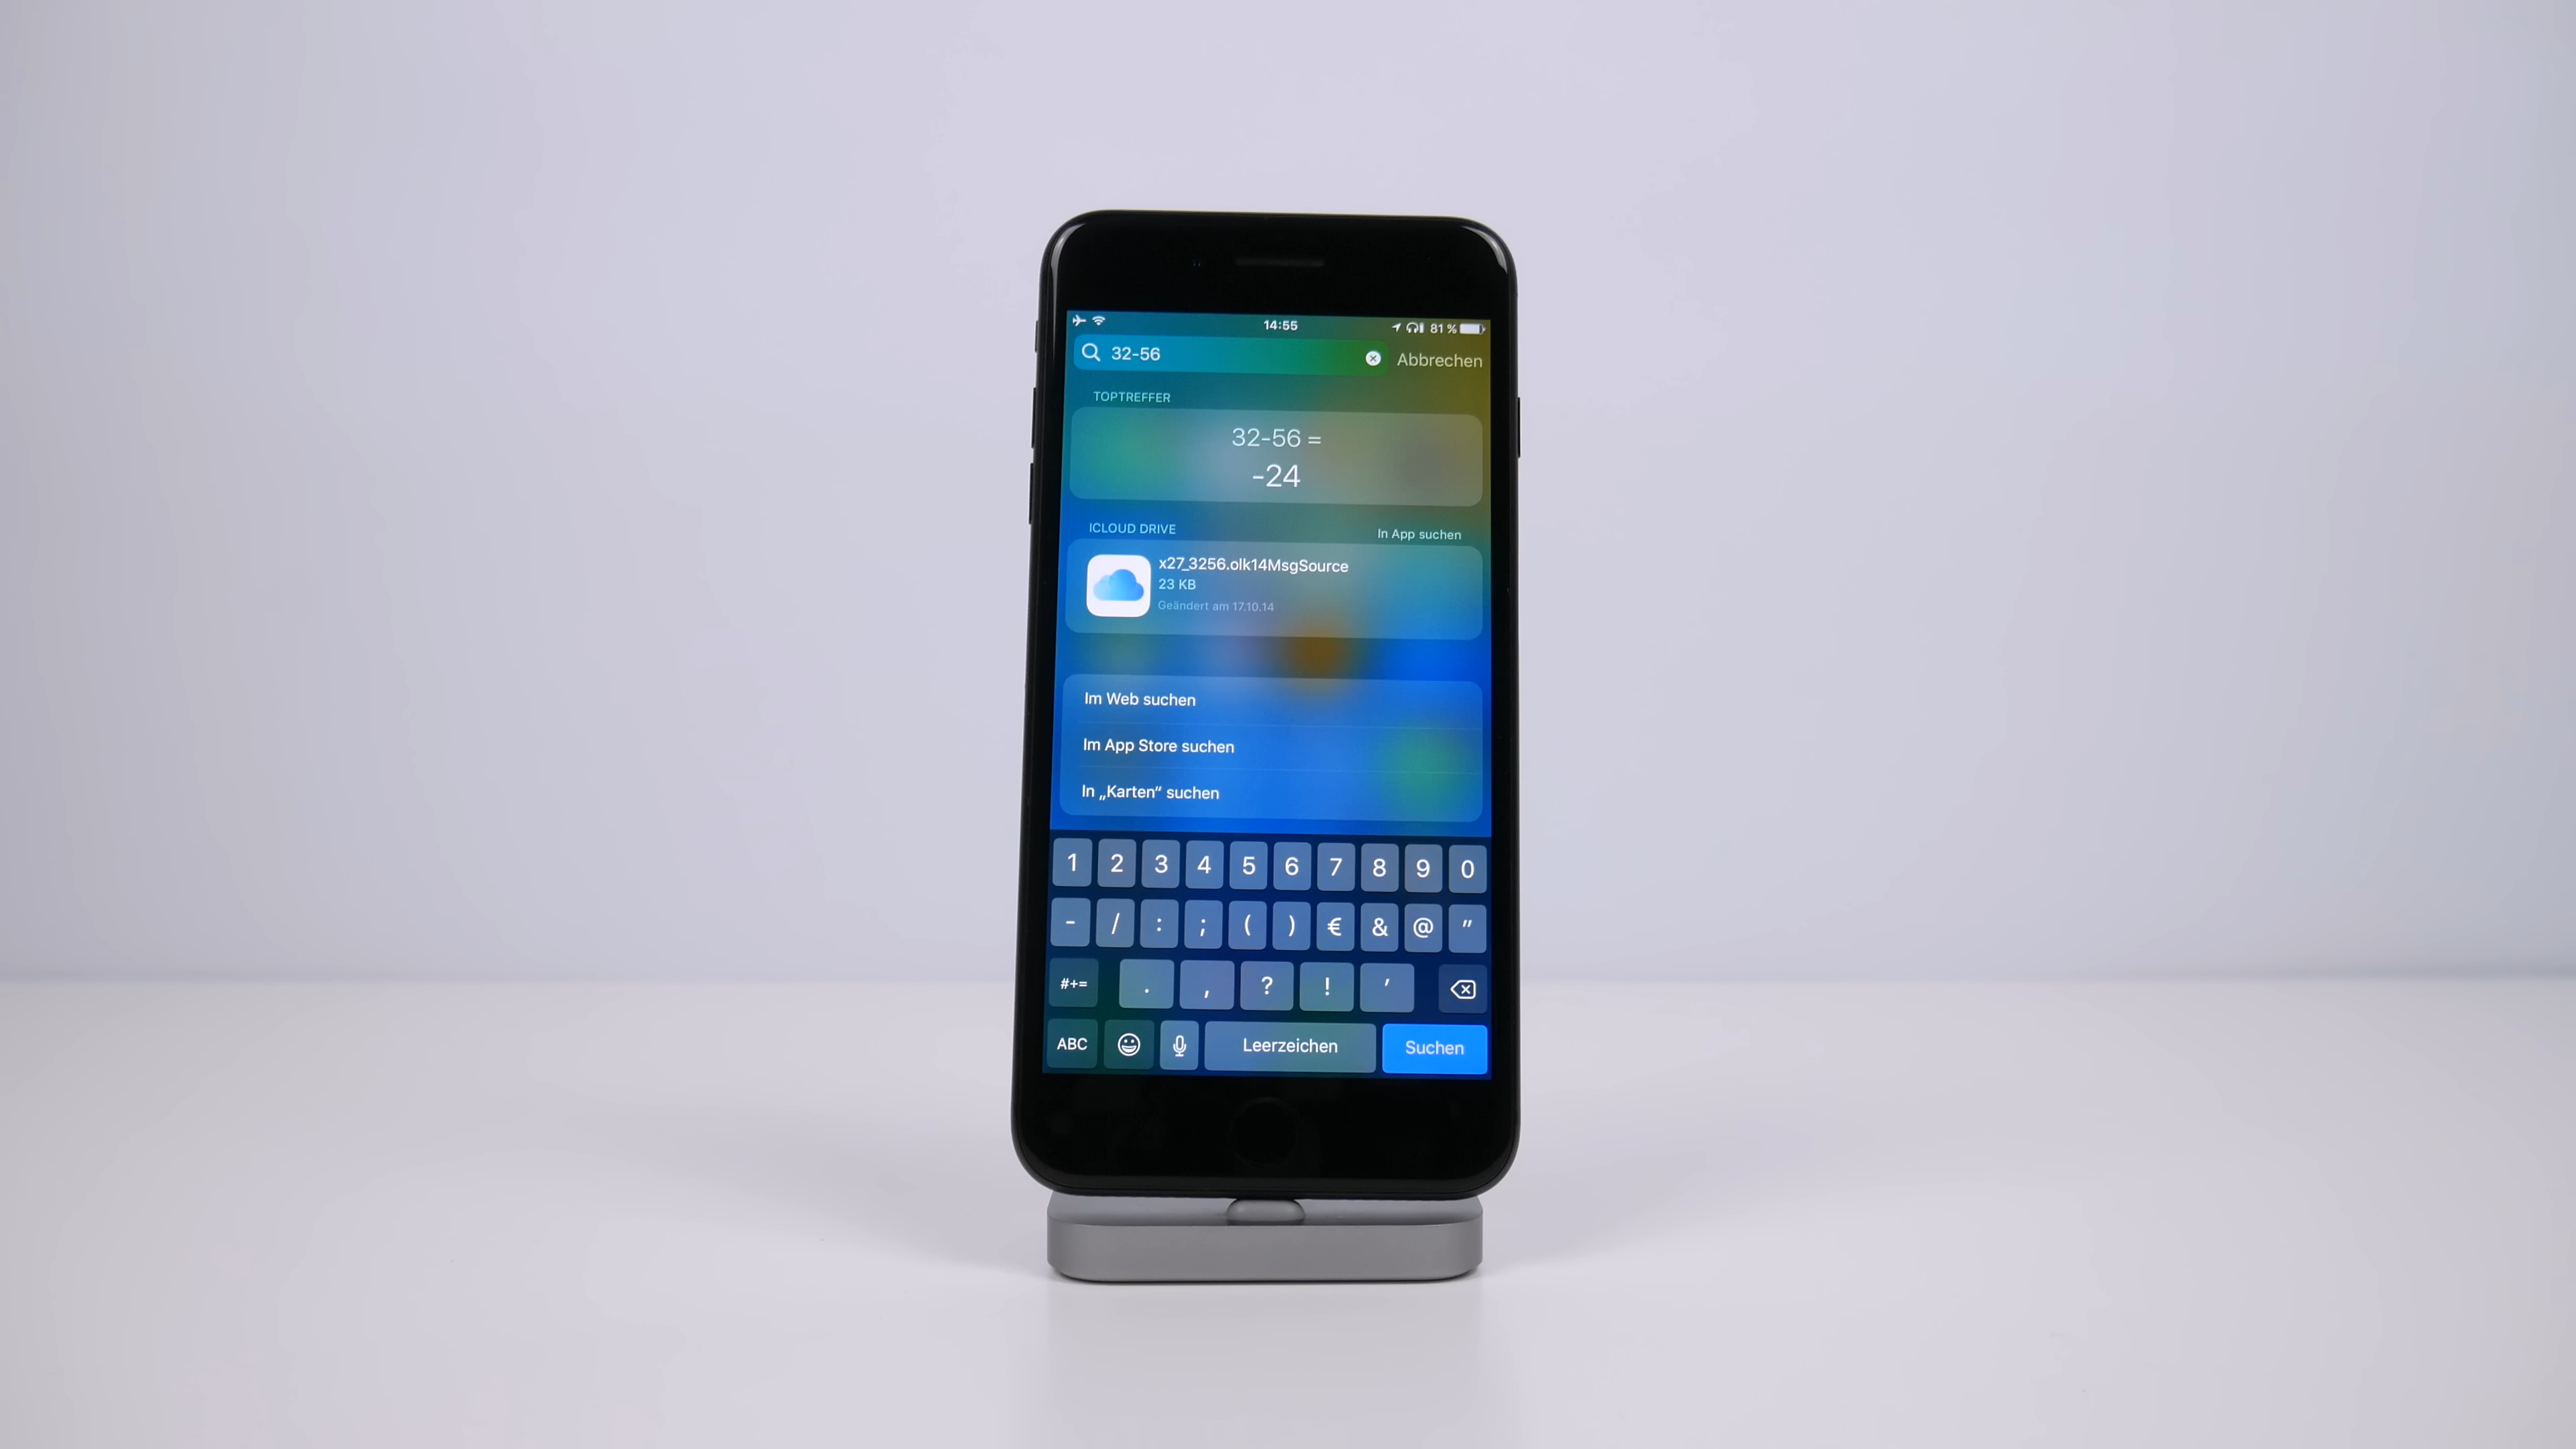 14:55
81 %
32-56
Abbrechen
TOPTREFFER
32-56 =
-24
ICLOUD DRIVE
In App suchen
x27_3256.olk14MsgSource
23 KB
Geändert am 17.10.14
Im Web suchen
Im App Store suchen
In „Karten“ suchen
1 2 3 4 5 6 7 8 9 0
- / : ; ( ) € & @ "
#+= . , ? ! '
ABC Leerzeichen Suchen